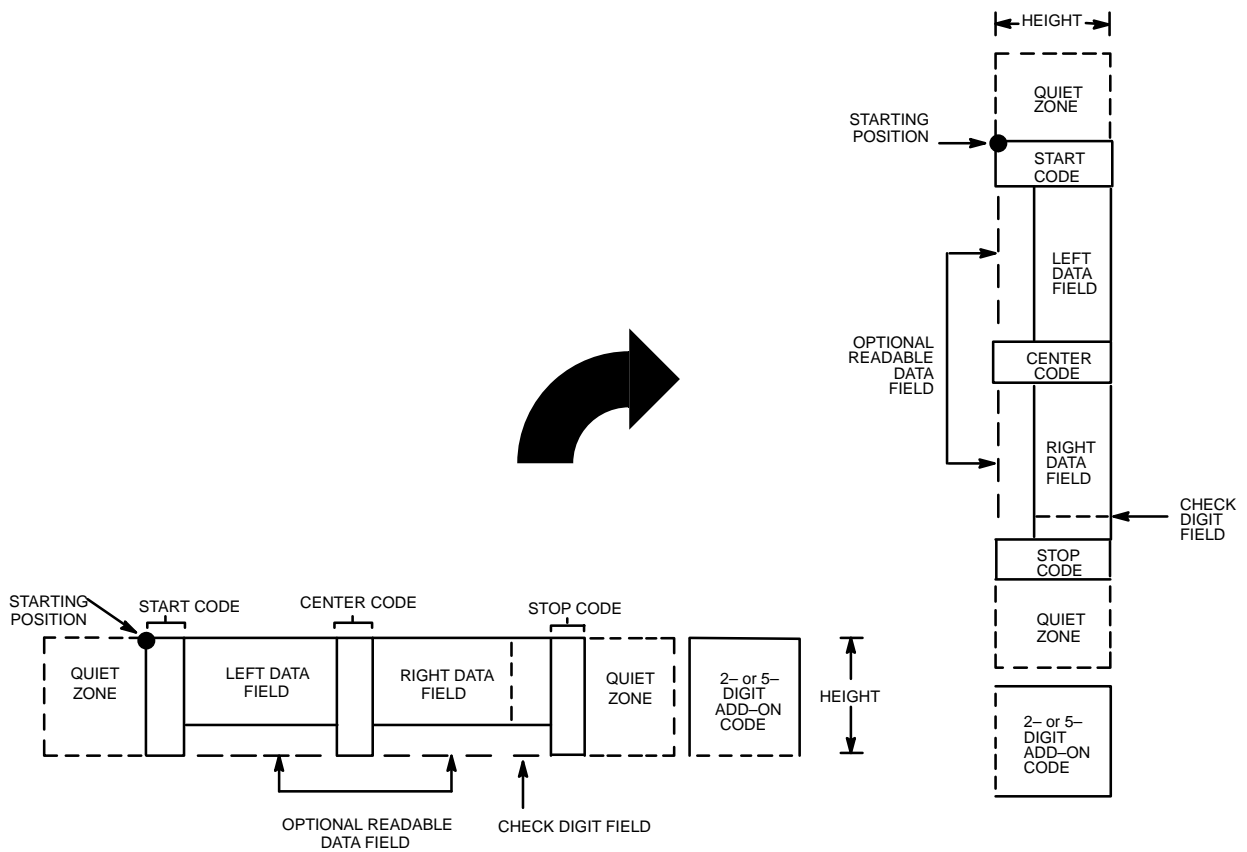 HEIGHT
QUIET
ZONE
STARTING
POSITION
START
CODE
LEFT
DATA
FIELD
OPTIONAL
READABLE
DATA
FIELD
CENTER
CODE
RIGHT
DATA
FIELD
CHECK
DIGIT
FIELD
STOP
CODE
QUIET
ZONE
2– or 5–
DIGIT
ADD–ON
CODE
STARTING
POSITION
START CODE
CENTER CODE
STOP CODE
QUIET
ZONE
LEFT DATA
FIELD
RIGHT DATA
FIELD
QUIET
ZONE
2– or 5–
DIGIT
ADD–ON
CODE
HEIGHT
OPTIONAL READABLE
DATA FIELD
CHECK DIGIT FIELD